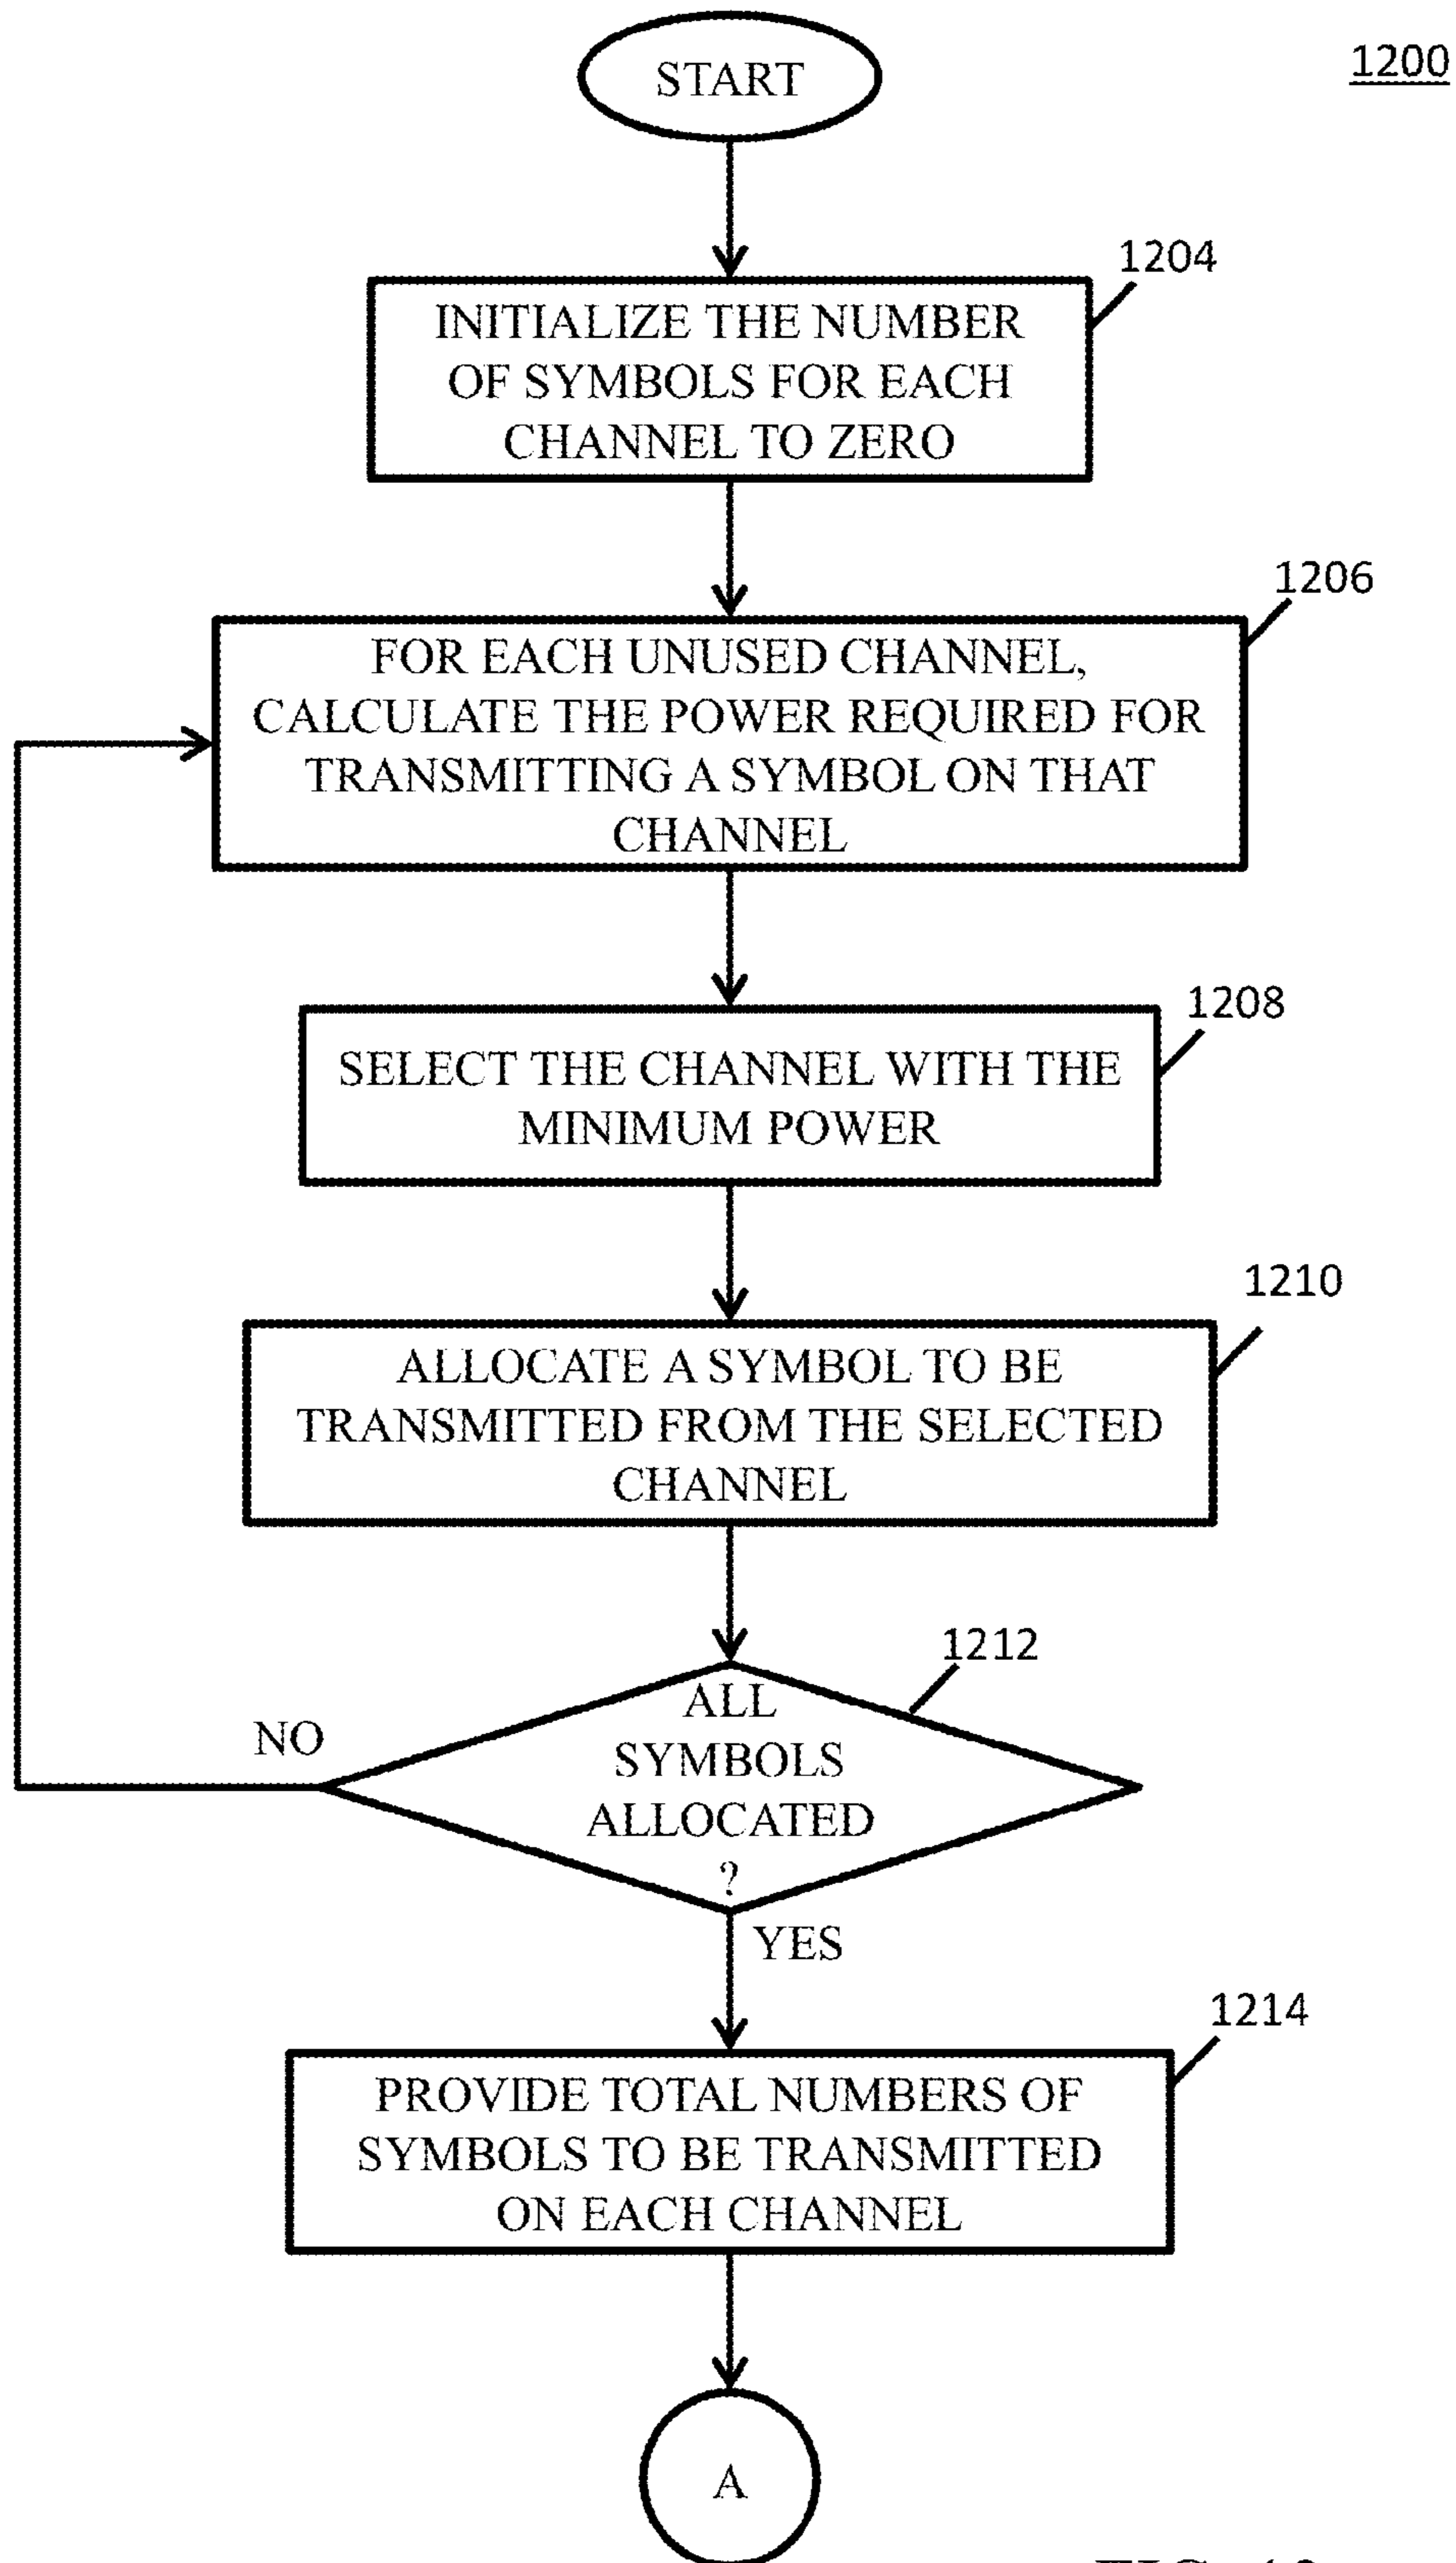 START
1200
1204
INITIALIZE THE NUMBER
OF SYMBOLS FOR EACH
CHANNEL TO ZERO
1206
FOR EACH UNUSED CHANNEL,
CALCULATE THE POWER REQUIRED FOR
TRANSMITTING A SYMBOL ON THAT
CHANNEL
1208
SELECT THE CHANNEL WITH THE
MINIMUM POWER
1210
ALLOCATE A SYMBOL TO BE
TRANSMITTED FROM THE SELECTED
CHANNEL
1212
ALL
SYMBOLS
ALLOCATED
?
NO
YES
1214
PROVIDE TOTAL NUMBERS OF
SYMBOLS TO BE TRANSMITTED
ON EACH CHANNEL
A